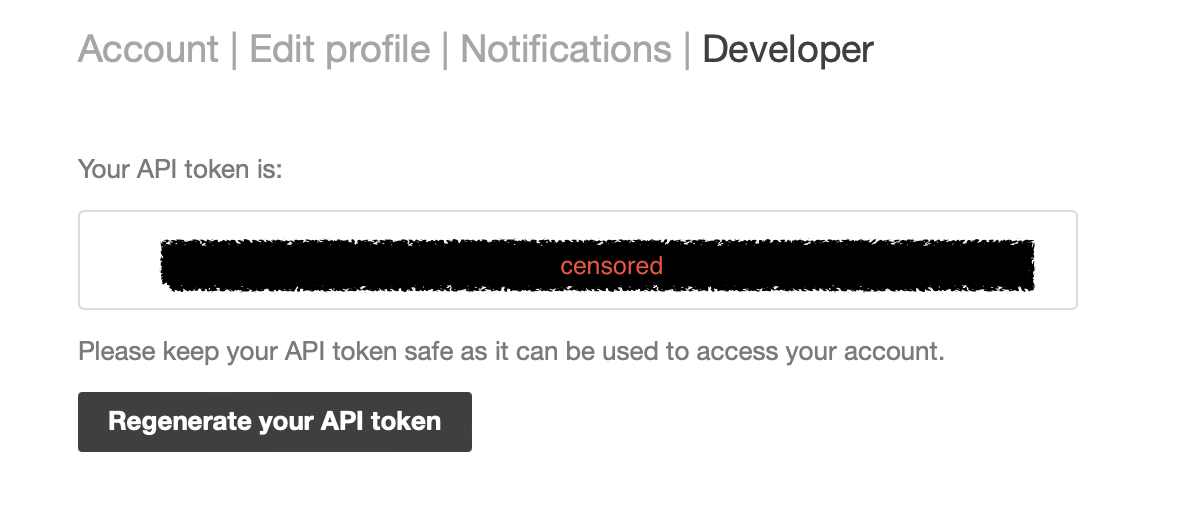 Account | Edit profile | Notifications | Developer
Your API token is:
censored
Please keep your API token safe as it can be used to access your account.
Regenerate your API token